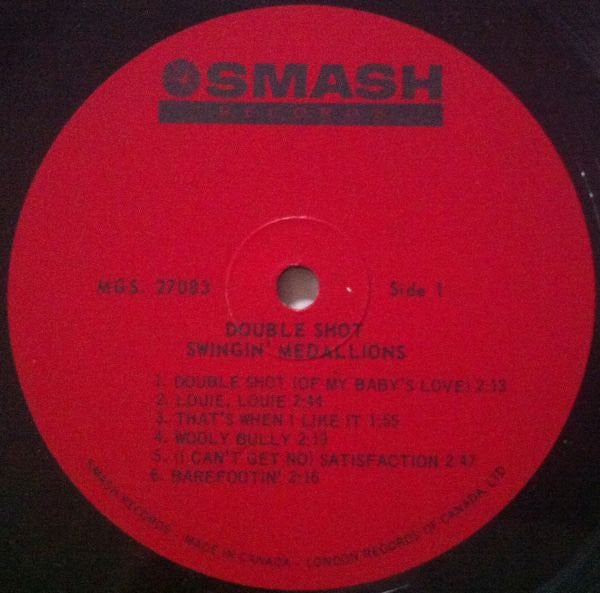 SMASH
RECORDS
MGS. 27083
Side 1
DOUBLE SHOT
SWINGIN' MEDALLIONS
1. DOUBLE SHOT (OF MY BABY'S LOVE) 2:13
2. LOUIE, LOUIE 2:44
3. THAT'S WHEN I LIKE IT 1:55
4. WOOLY BULLY 2:19
5. (I CAN'T GET NO) SATISFACTION 2:47
6. BAREFOOTIN' 2:16
SMASH RECORDS - MADE IN CANADA - LONDON RECORDS OF CANADA, LTD